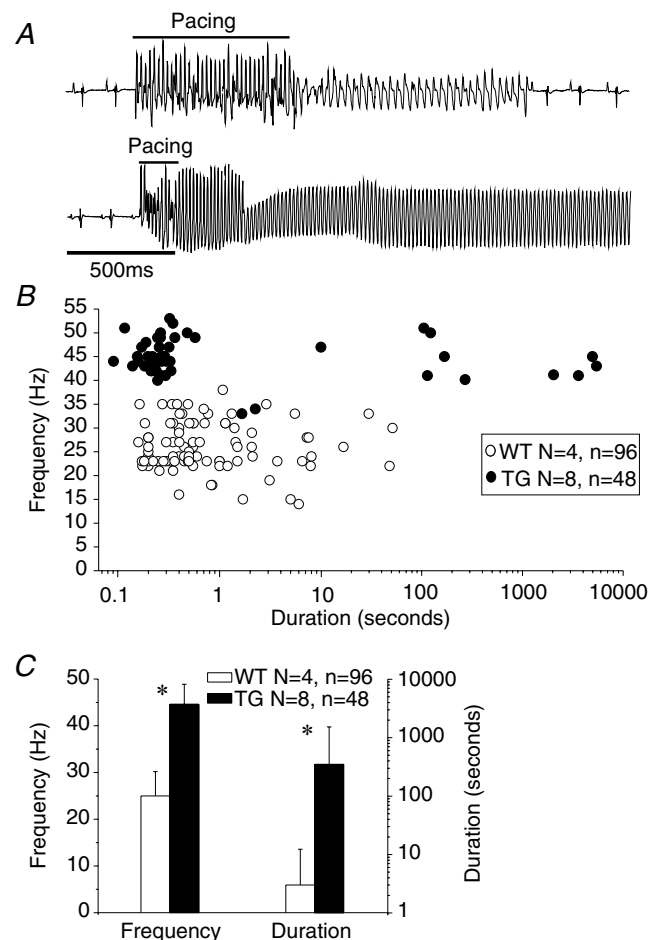 A
Pacing
Pacing
500ms
B
Frequency (Hz)
55
50
45
40
35
30
25
20
15
10
5
0
WT N=4, n=96
TG N=8, n=48
0.1 1 10 100 1000 10000
Duration (seconds)
C
WT N=4, n=96
TG N=8, n=48
Frequency (Hz)
50
40
30
20
10
0
*
*
10000
1000
100
10
1
Duration (seconds)
Frequency Duration